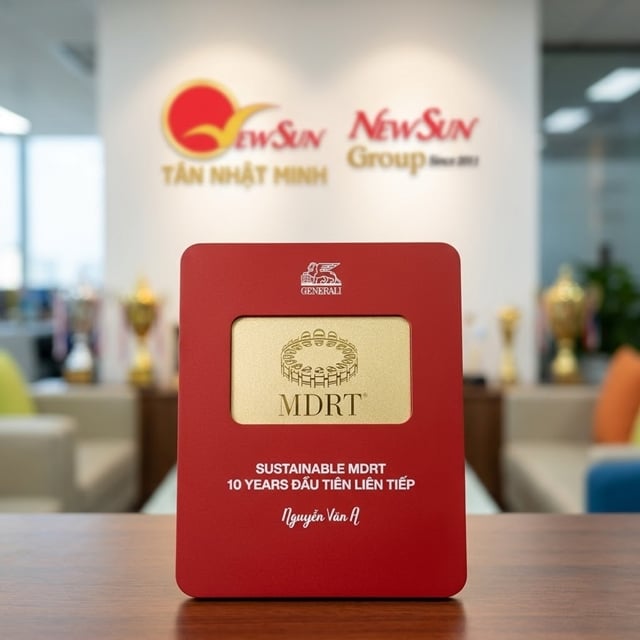 NEWSUN
TÂN NHẬT MINH
NEWSUN
Group Since 2011
GENERALI
MDRT®
SUSTAINABLE MDRT
10 YEARS ĐẦU TIÊN LIÊN TIẾP
Nguyễn Văn A